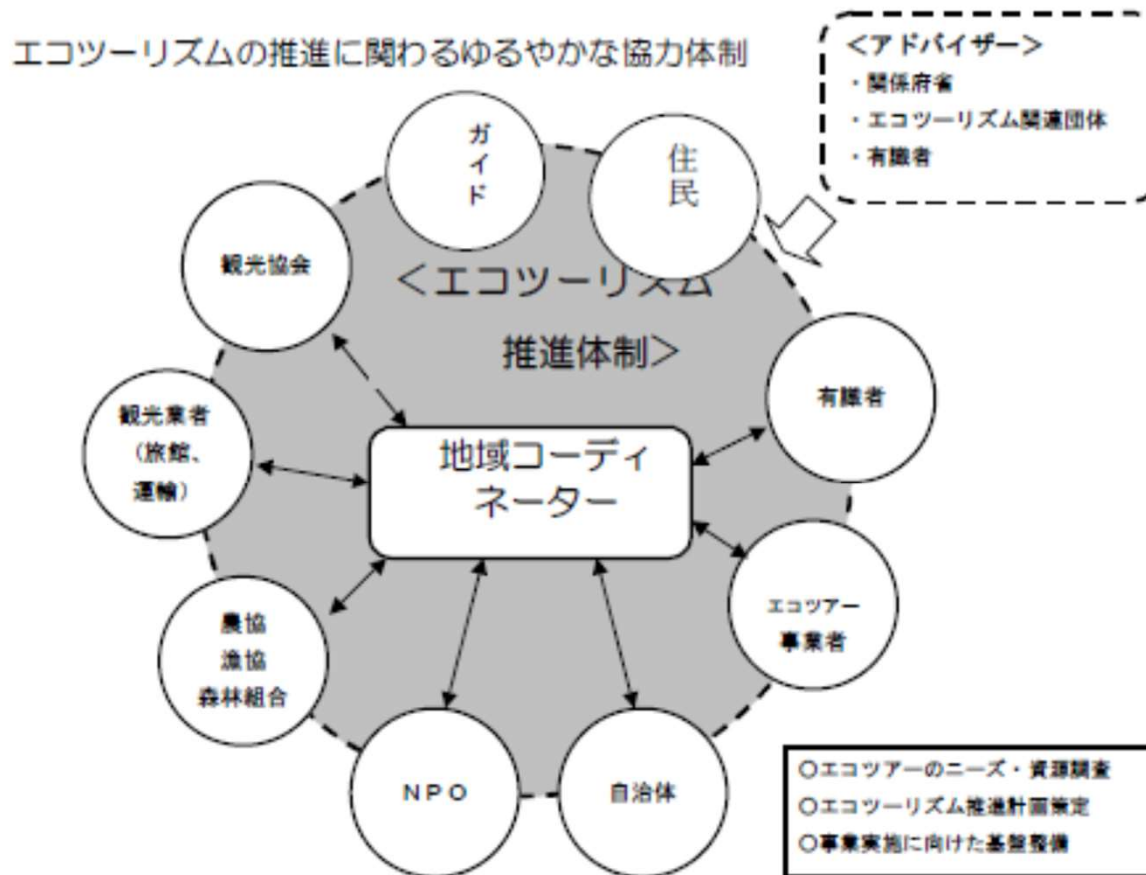 エコツーリズムの推進に関わるゆるやかな協力体制
＜アドバイザー＞
・関係府省
・エコツーリズム関連団体
・有識者
ガイド
住民
観光協会
＜エコツーリズム
推進体制＞
有識者
観光業者
（旅館、
運輸）
地域コーディ
ネーター
エコツアー
事業者
農協
漁協
森林組合
ＮＰＯ
自治体
○エコツアーのニーズ・資源調査
○エコツーリズム推進計画策定
○事業実施に向けた基盤整備